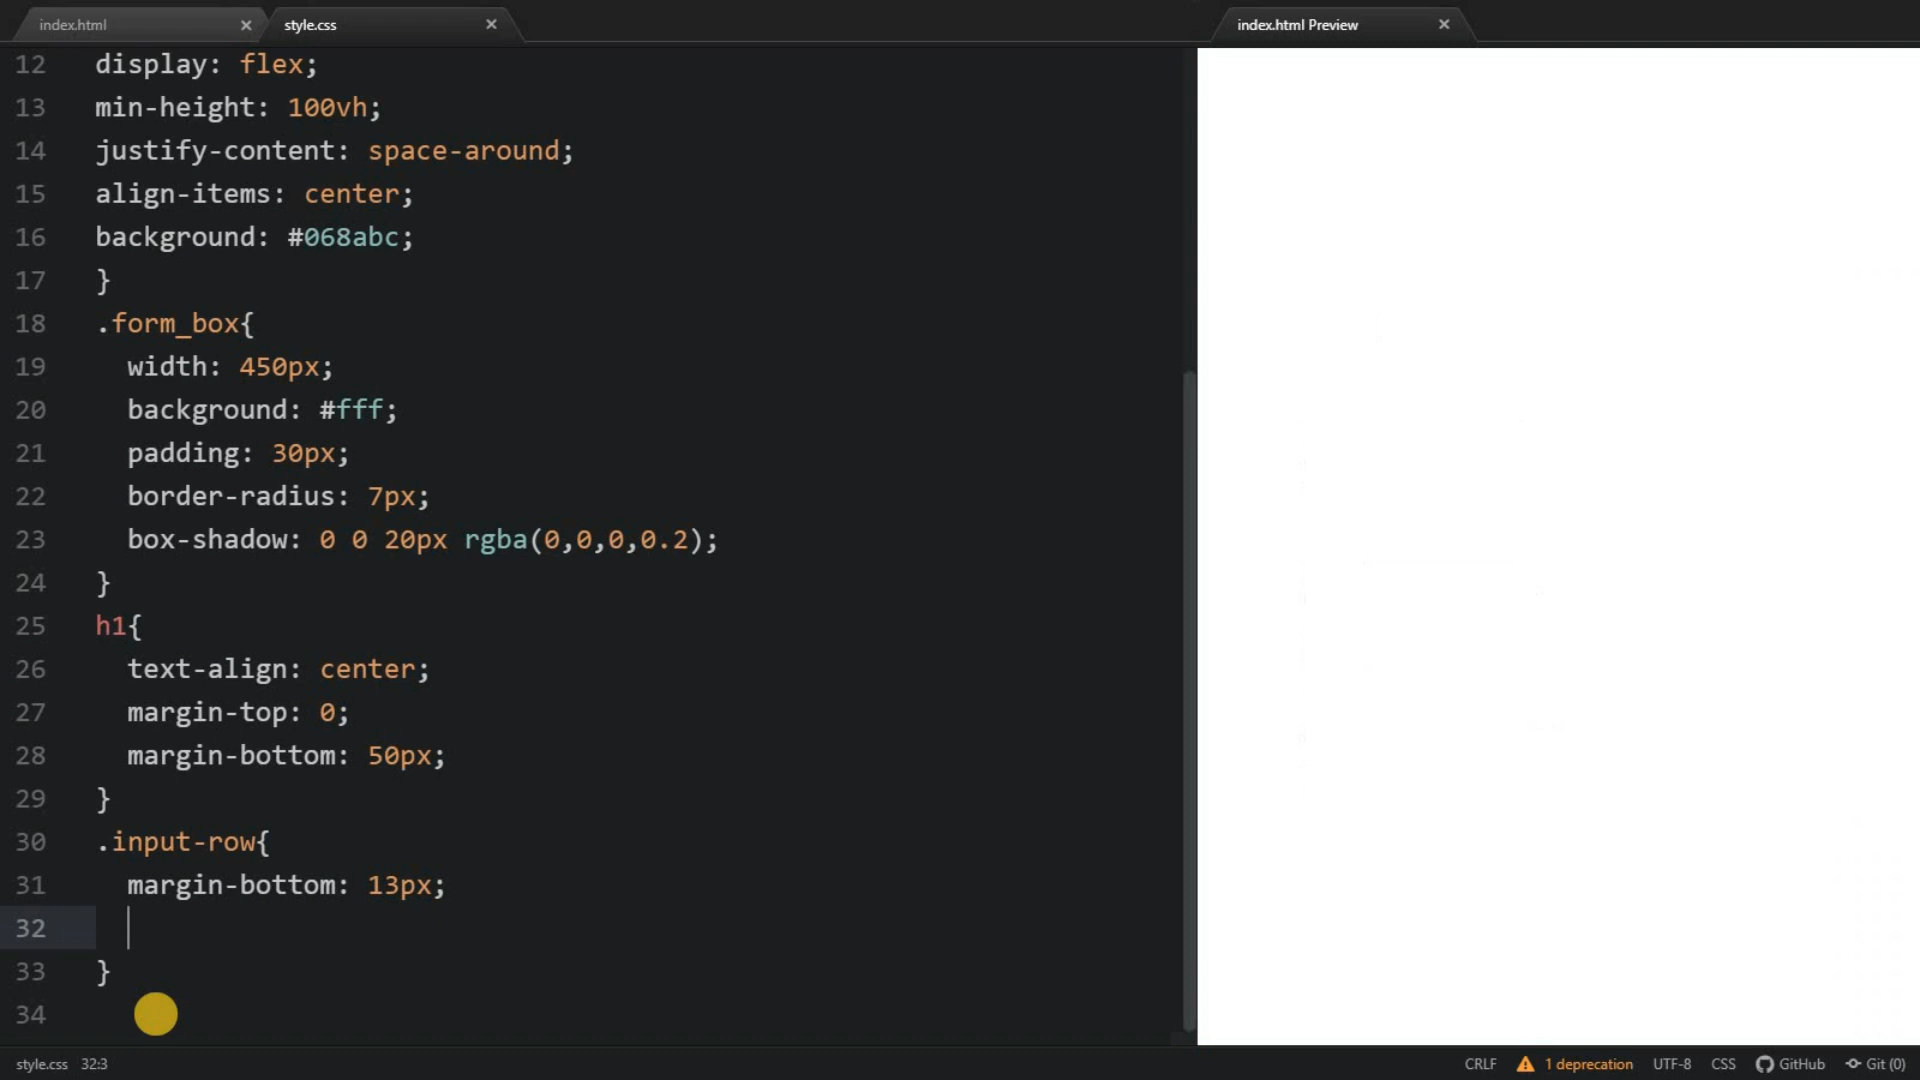 index.html
style.css
index.html Preview
12 display: flex;
13 min-height: 100vh;
14 justify-content: space-around;
15 align-items: center;
16 background: #068abc;
17 }
18 .form_box{
19 width: 450px;
20 background: #fff;
21 padding: 30px;
22 border-radius: 7px;
23 box-shadow: 0 0 20px rgba(0,0,0,0.2);
24 }
25 h1{
26 text-align: center;
27 margin-top: 0;
28 margin-bottom: 50px;
29 }
30 .input-row{
31 margin-bottom: 13px;
32
33 }
34
style.css 32:3
CRLF 1 deprecation UTF-8 CSS GitHub Git (0)